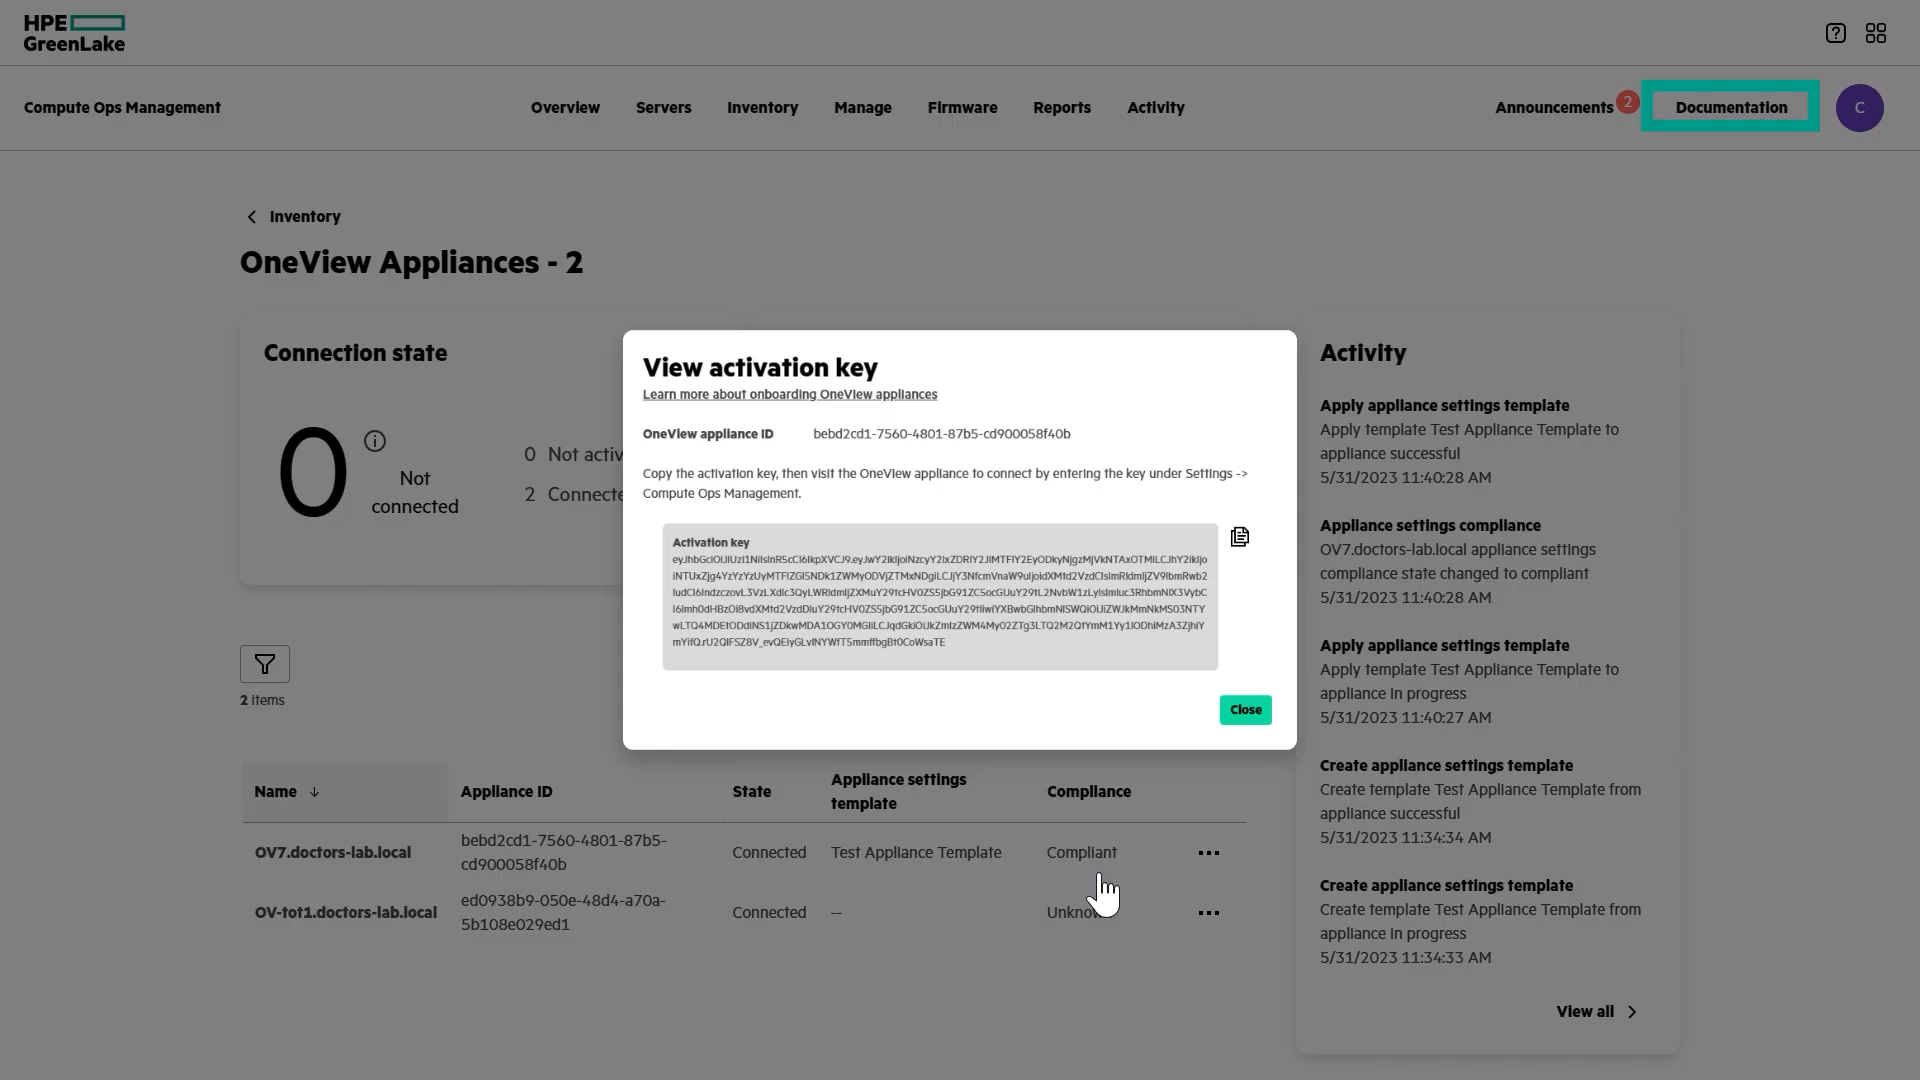 HPE
GreenLake
Compute Ops Management
Overview
Servers
Inventory
Manage
Firmware
Reports
Activity
Announcements
2
Documentation
C
Inventory
OneView Appliances - 2
Connection state
0
Not
connected
0 Not activ
2 Connecte
View activation key
Learn more about onboarding OneView appliances
OneView appliance ID bebd2cd1-7560-4801-87b5-cd900058f40b
Copy the activation key, then visit the OneView appliance to connect by entering the key under Settings ->
Compute Ops Management.
Activation key
Close
2 items
Name Appliance ID State Appliance settings template Compliance
OV7.doctors-lab.local bebd2cd1-7560-4801-87b5-cd900058f40b Connected Test Appliance Template Compliant
OV-tot1.doctors-lab.local ed0938b9-050e-48d4-a70a-5b108e029ed1 Connected -- Unknow
Activity
Apply appliance settings template
Apply template Test Appliance Template to
appliance successful
5/31/2023 11:40:28 AM
Appliance settings compliance
OV7.doctors-lab.local appliance settings
compliance state changed to compliant
5/31/2023 11:40:28 AM
Apply appliance settings template
Apply template Test Appliance Template to
appliance in progress
5/31/2023 11:40:27 AM
Create appliance settings template
Create template Test Appliance Template from
appliance successful
5/31/2023 11:34:34 AM
Create appliance settings template
Create template Test Appliance Template from
appliance in progress
5/31/2023 11:34:33 AM
View all